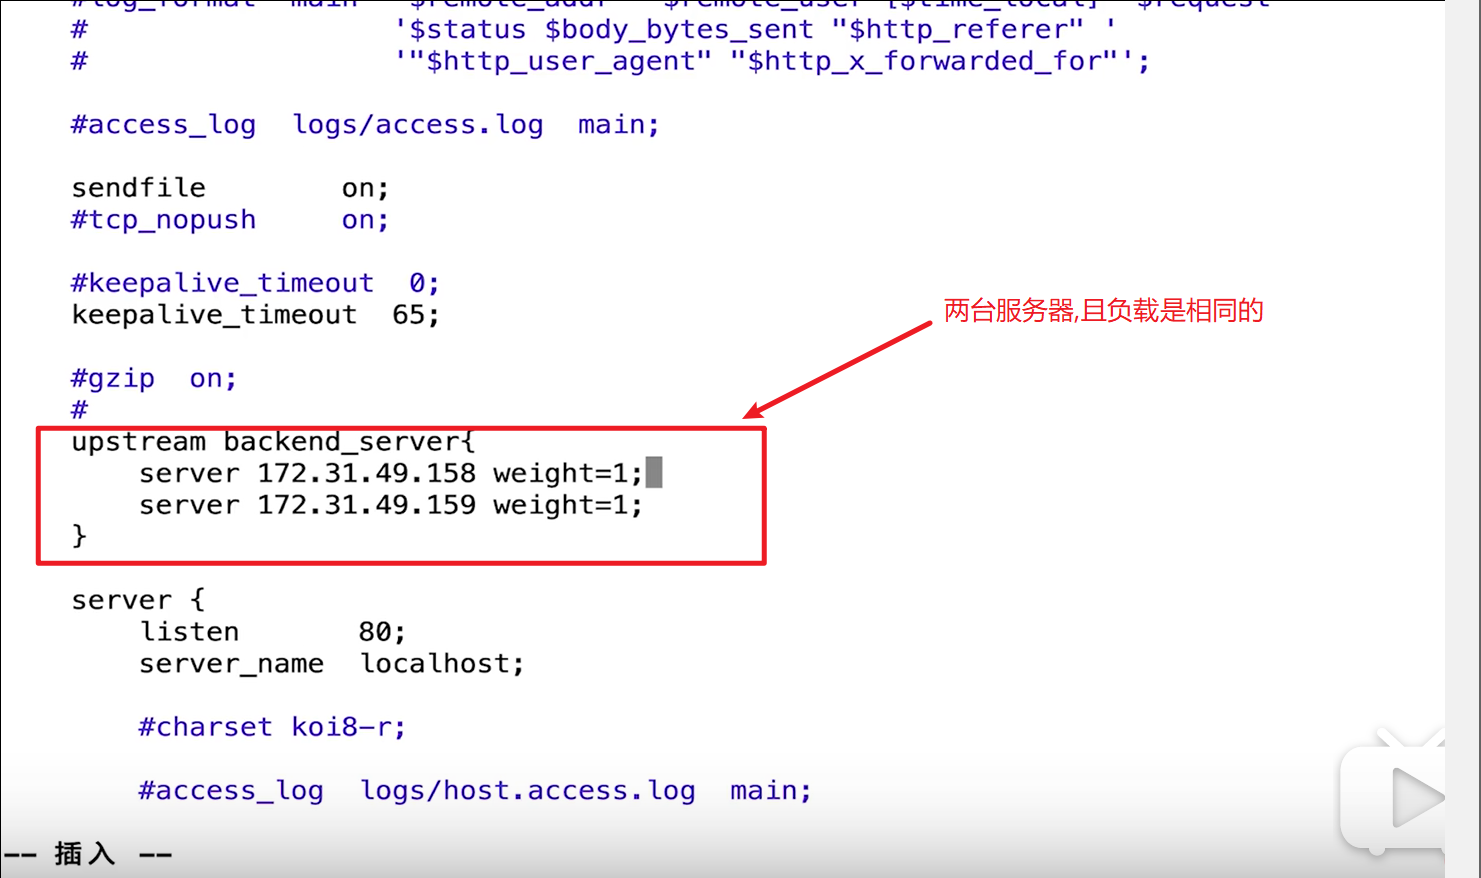 #log_format  main  '$remote_addr - $remote_user [$time_local] "$request"
#                  '$status $body_bytes_sent "$http_referer" '
#                  '"$http_user_agent" "$http_x_forwarded_for"';
#access_log  logs/access.log  main;
sendfile        on;
#tcp_nopush     on;
#keepalive_timeout  0;
keepalive_timeout  65;
两台服务器,且负载是相同的
#gzip  on;
#
upstream backend_server{
    server 172.31.49.158 weight=1;
    server 172.31.49.159 weight=1;
}
server {
    listen       80;
    server_name  localhost;
    #charset koi8-r;
    #access_log  logs/host.access.log  main;
-- 插入 --